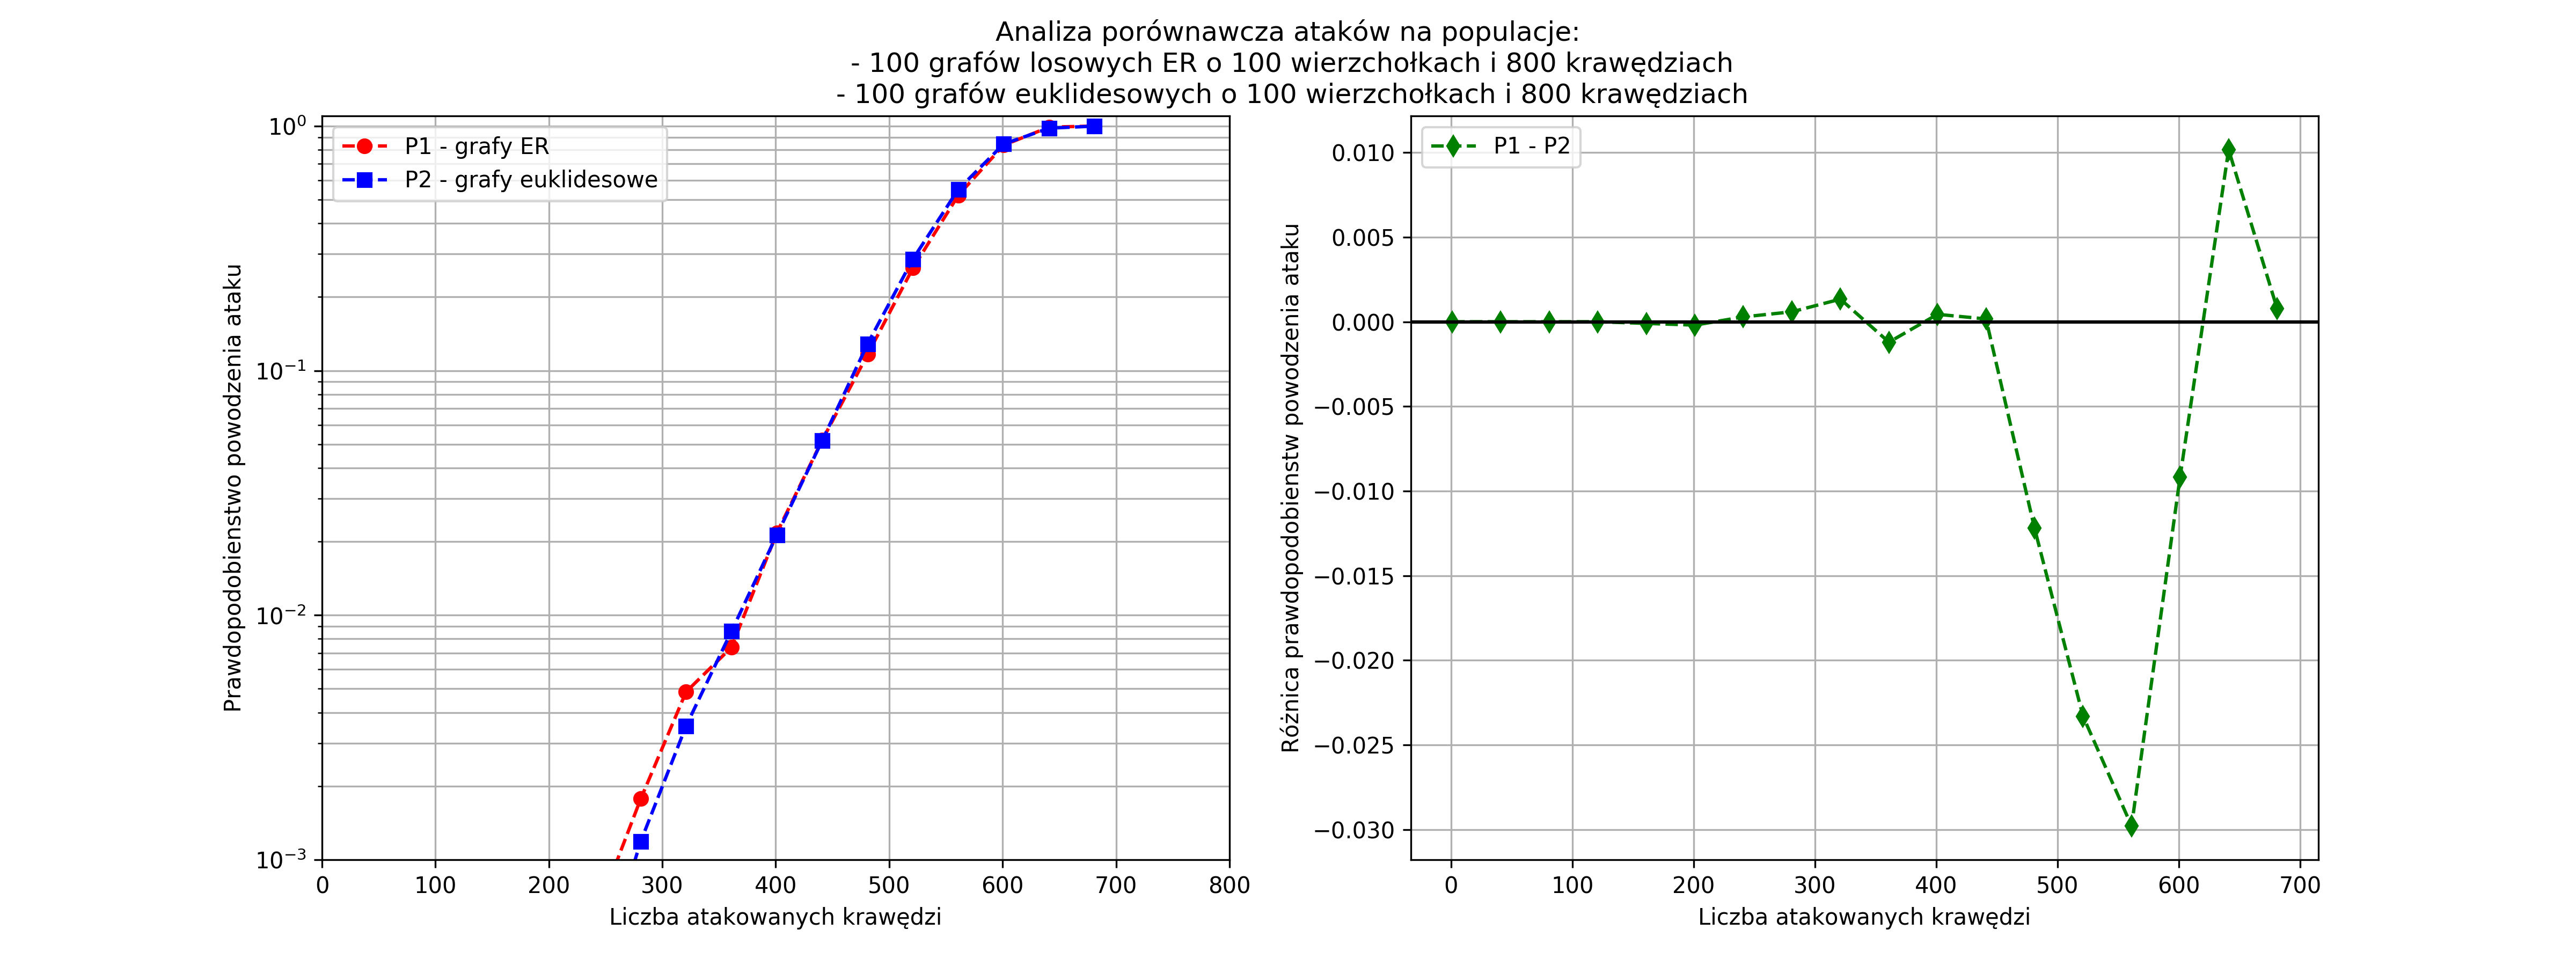 Analiza porównawcza ataków na populacje:
- 100 grafów losowych ER o 100 wierzchołkach i 800 krawędziach
- 100 grafów euklidesowych o 100 wierzchołkach i 800 krawędziach
P1 - grafy ER
P2 - grafy euklidesowe
Prawdopodobienstwo powodzenia ataku
10⁰
10⁻¹
10⁻²
10⁻³
0 100 200 300 400 500 600 700 800
Liczba atakowanych krawędzi
P1 - P2
Różnica prawdopodobienstw powodzenia ataku
0.010
0.005
0.000
−0.005
−0.010
−0.015
−0.020
−0.025
−0.030
0 100 200 300 400 500 600 700
Liczba atakowanych krawędzi